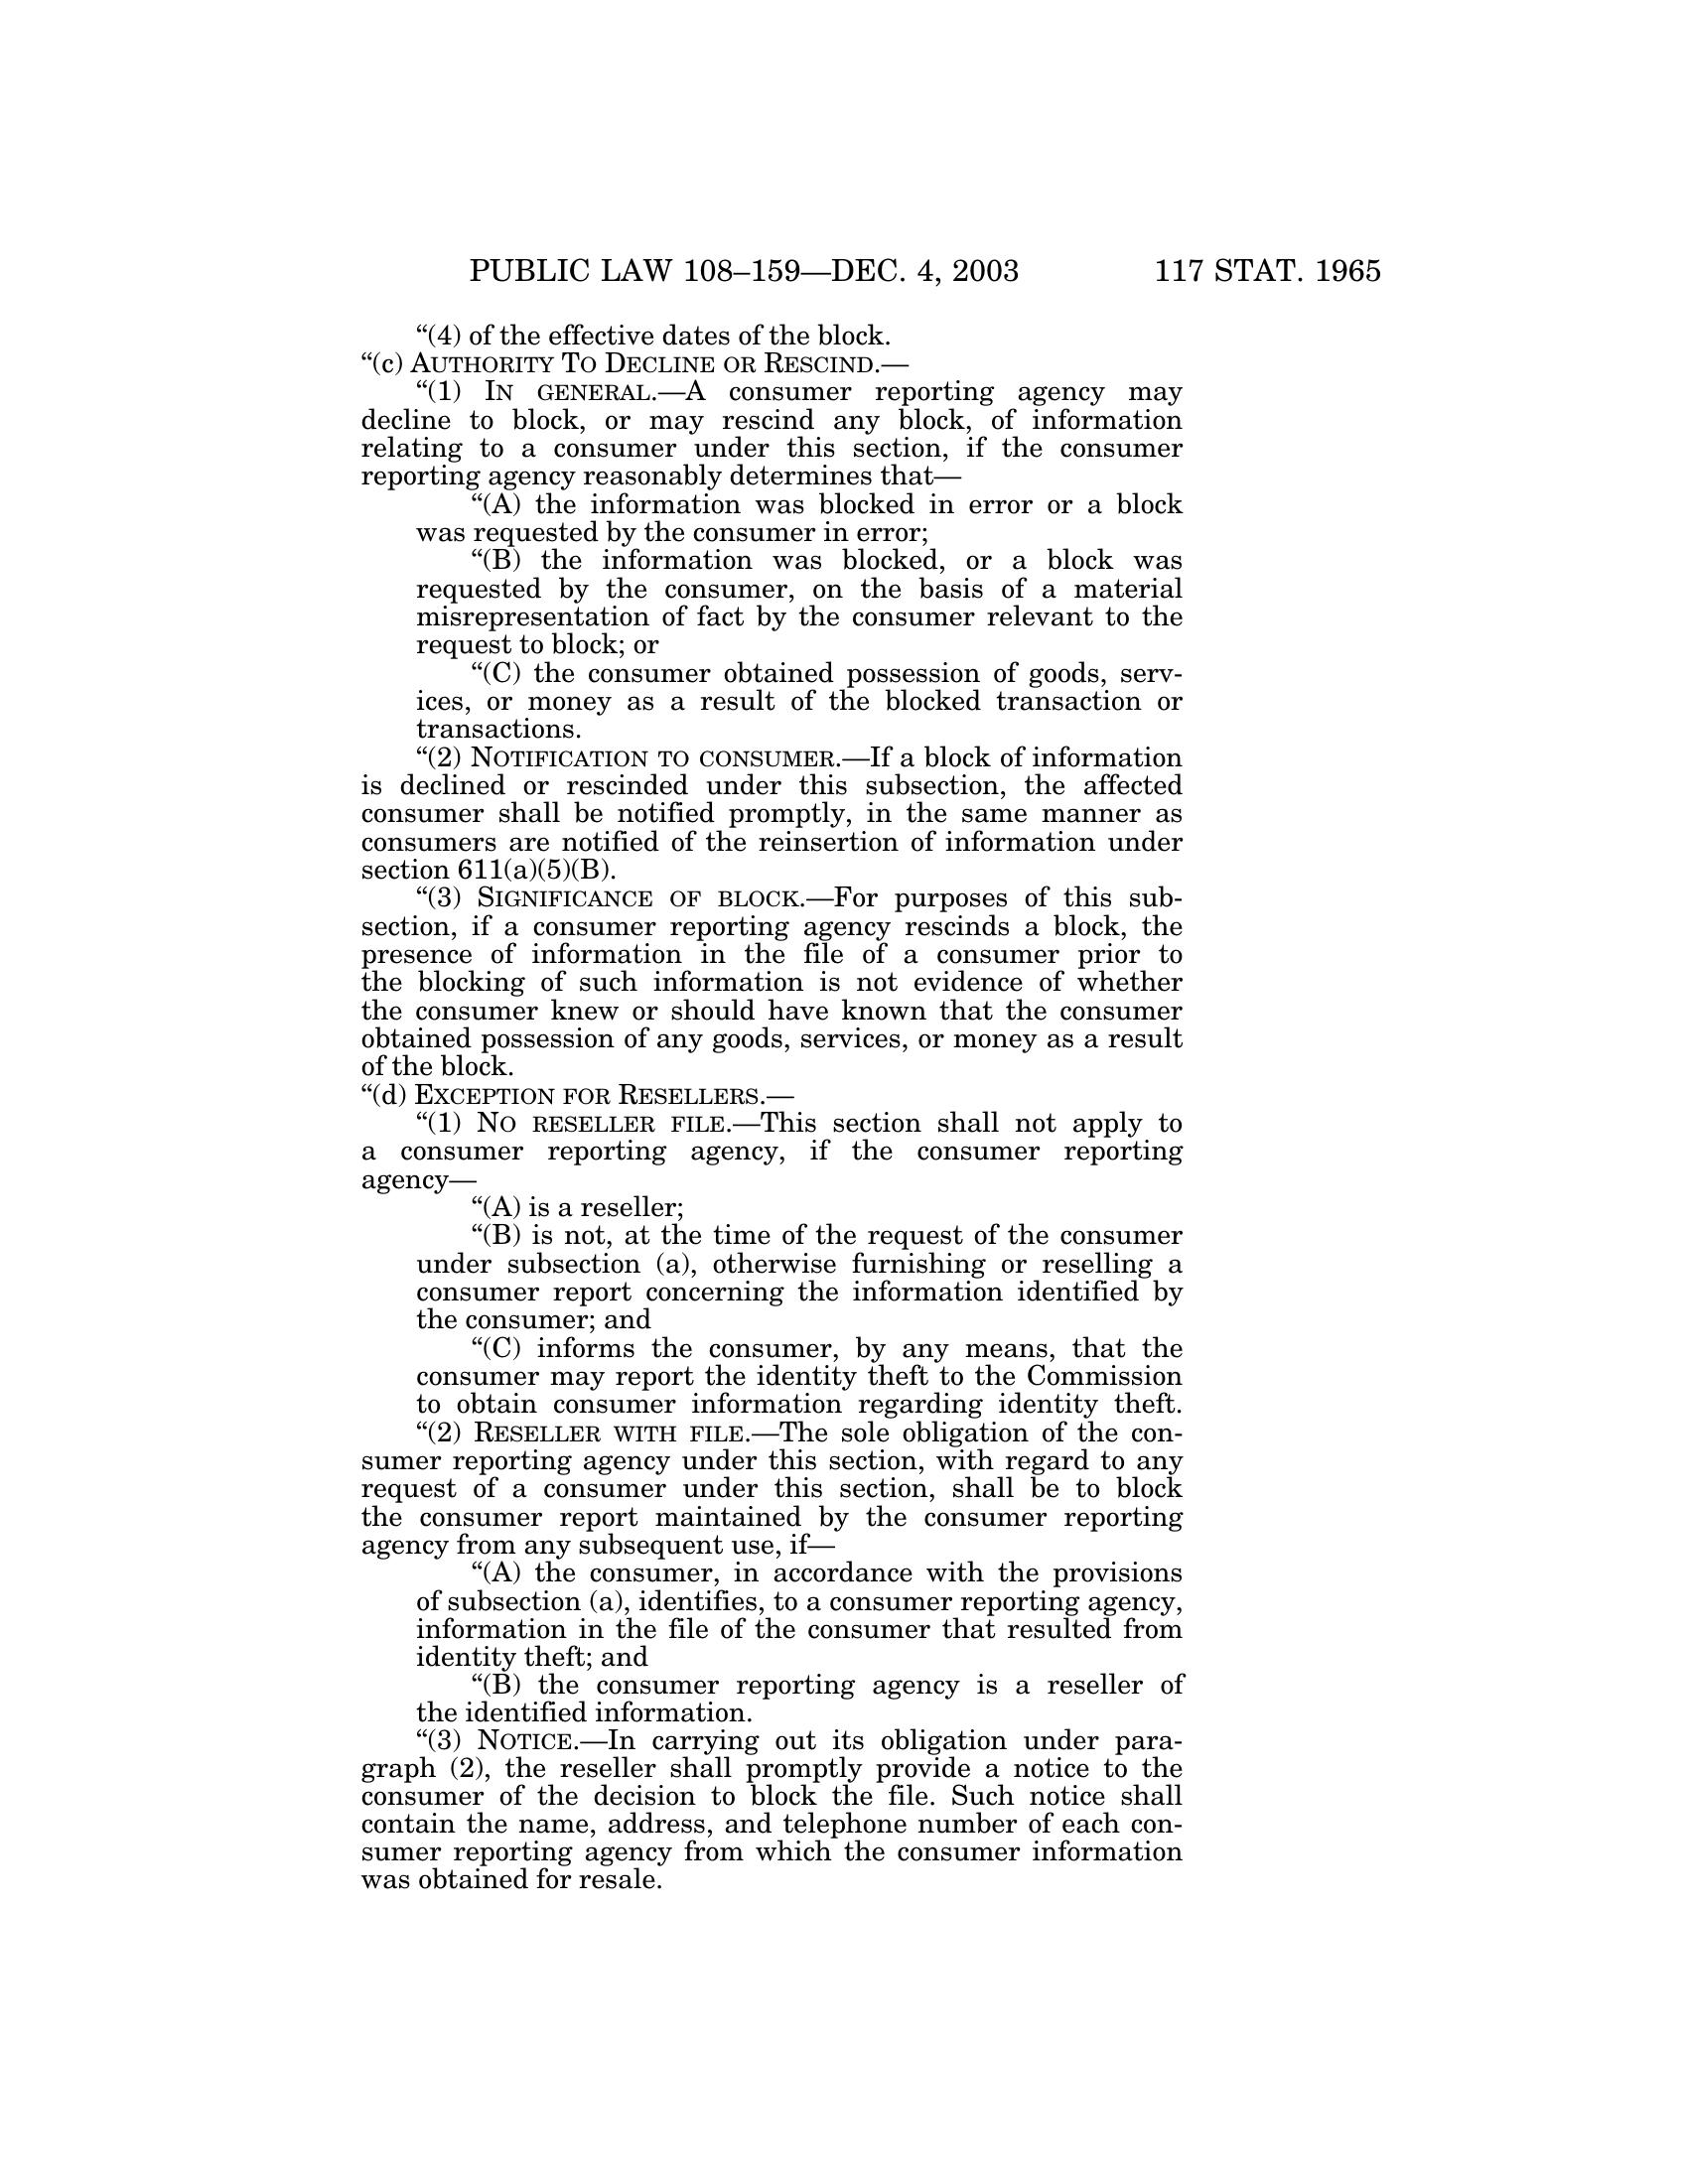 PUBLIC LAW 108–159—DEC. 4, 2003 117 STAT. 1965
“(4) of the effective dates of the block.
“(c) AUTHORITY TO DECLINE OR RESCIND.—
“(1) IN GENERAL.—A consumer reporting agency may
decline to block, or may rescind any block, of information
relating to a consumer under this section, if the consumer
reporting agency reasonably determines that—
“(A) the information was blocked in error or a block
was requested by the consumer in error;
“(B) the information was blocked, or a block was
requested by the consumer, on the basis of a material
misrepresentation of fact by the consumer relevant to the
request to block; or
“(C) the consumer obtained possession of goods, serv-
ices, or money as a result of the blocked transaction or
transactions.
“(2) NOTIFICATION TO CONSUMER.—If a block of information
is declined or rescinded under this subsection, the affected
consumer shall be notified promptly, in the same manner as
consumers are notified of the reinsertion of information under
section 611(a)(5)(B).
“(3) SIGNIFICANCE OF BLOCK.—For purposes of this sub-
section, if a consumer reporting agency rescinds a block, the
presence of information in the file of a consumer prior to
the blocking of such information is not evidence of whether
the consumer knew or should have known that the consumer
obtained possession of any goods, services, or money as a result
of the block.
“(d) EXCEPTION FOR RESELLERS.—
“(1) NO RESELLER FILE.—This section shall not apply to
a consumer reporting agency, if the consumer reporting
agency—
“(A) is a reseller;
“(B) is not, at the time of the request of the consumer
under subsection (a), otherwise furnishing or reselling a
consumer report concerning the information identified by
the consumer; and
“(C) informs the consumer, by any means, that the
consumer may report the identity theft to the Commission
to obtain consumer information regarding identity theft.
“(2) RESELLER WITH FILE.—The sole obligation of the con-
sumer reporting agency under this section, with regard to any
request of a consumer under this section, shall be to block
the consumer report maintained by the consumer reporting
agency from any subsequent use, if—
“(A) the consumer, in accordance with the provisions
of subsection (a), identifies, to a consumer reporting agency,
information in the file of the consumer that resulted from
identity theft; and
“(B) the consumer reporting agency is a reseller of
the identified information.
“(3) NOTICE.—In carrying out its obligation under para-
graph (2), the reseller shall promptly provide a notice to the
consumer of the decision to block the file. Such notice shall
contain the name, address, and telephone number of each con-
sumer reporting agency from which the consumer information
was obtained for resale.